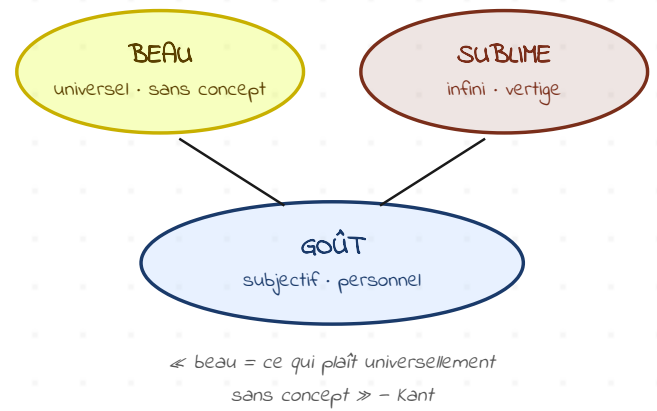 BEAU
universel · sans concept
SUBLIME
infini · vertige
GOÛT
subjectif · personnel
« beau = ce qui plaît universellement
sans concept » – Kant